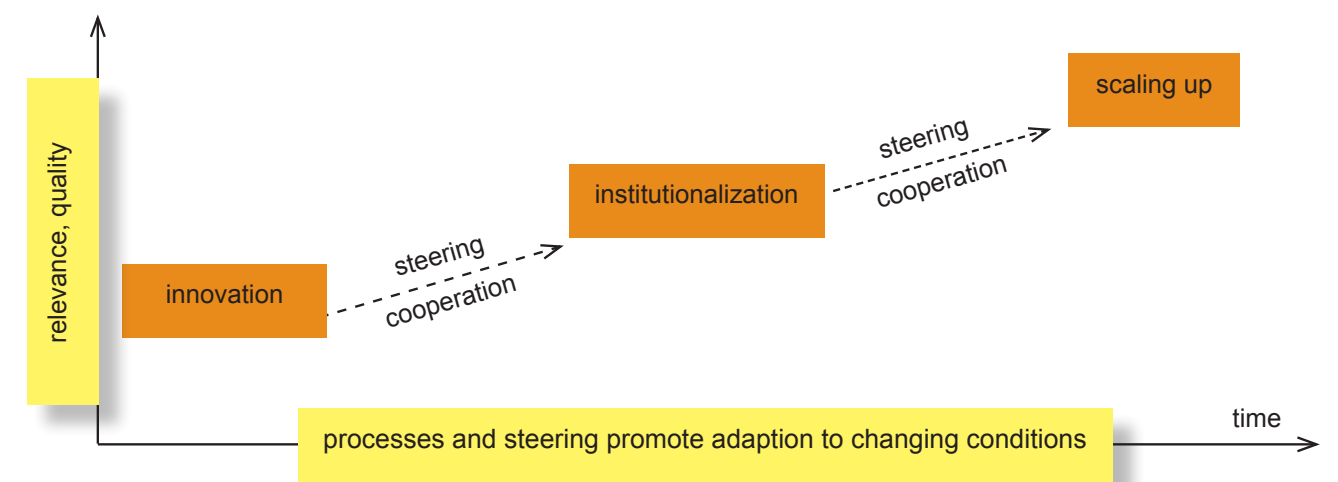 scaling up
steering
cooperation
institutionalization
relevance, quality
steering
cooperation
innovation
time
processes and steering promote adaption to changing conditions